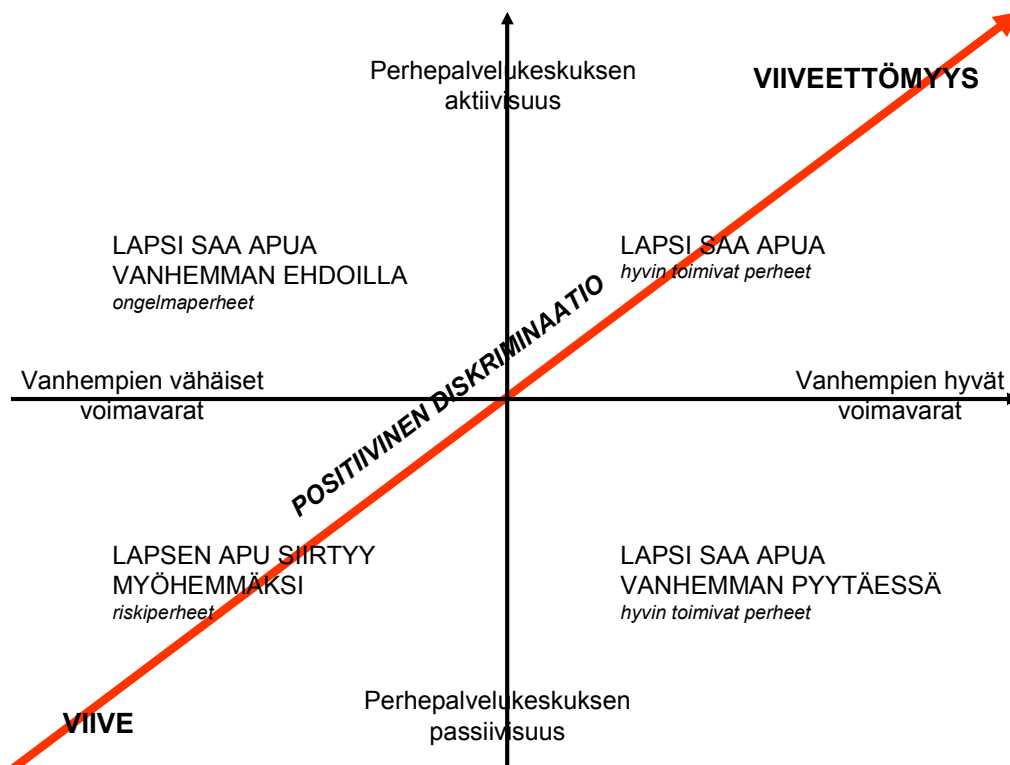 Perhepalvelukeskuksen
aktiivisuus
VIIVEETTÖMYYS
LAPSI SAA APUA
VANHEMMAN EHDOILLA
ongelmaperheet
LAPSI SAA APUA
hyvin toimivat perheet
POSITIIVINEN DISKRIMINAATIO
Vanhempien vähäiset
voimavarat
Vanhempien hyvät
voimavarat
LAPSEN APU SIIRTYY
MYÖHEMMÄKSI
riskiperheet
LAPSI SAA APUA
VANHEMMAN PYYTÄESSÄ
hyvin toimivat perheet
VIIVE
Perhepalvelukeskuksen
passiivisuus